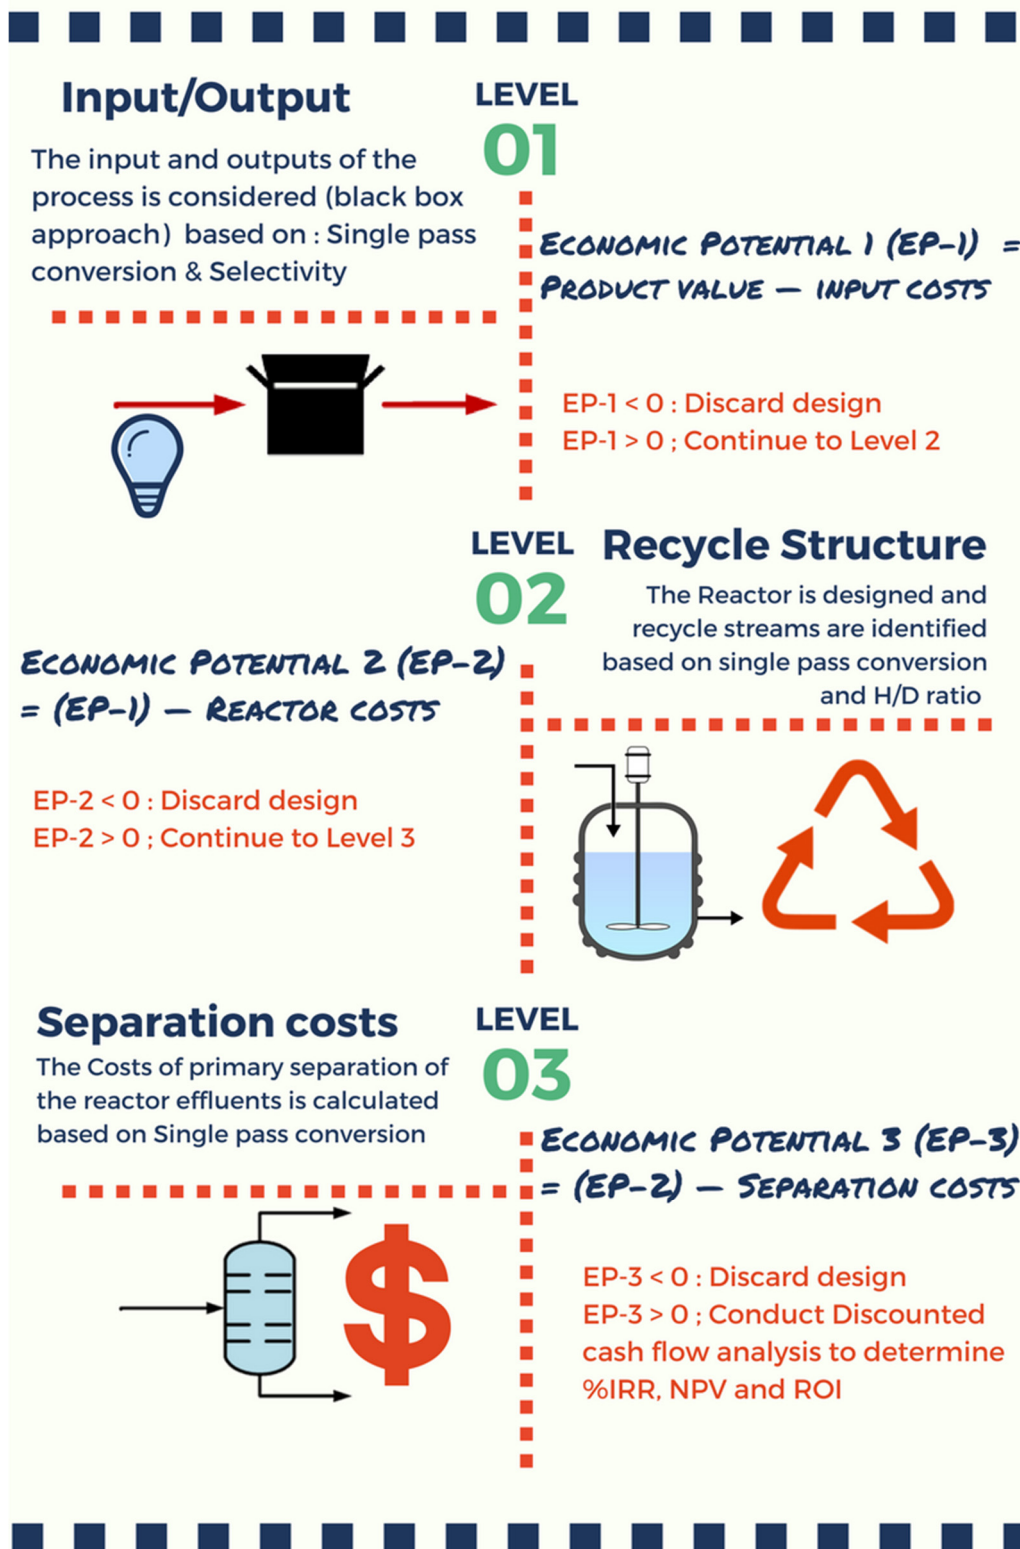 Input/Output
The input and outputs of the
process is considered (black box
approach)  based on : Single pass
conversion & Selectivity
LEVEL
01
ECONOMIC POTENTIAL 1 (EP-1)  =
PRODUCT VALUE — INPUT COSTS
EP-1 < 0 : Discard design
EP-1 > 0 ; Continue to Level 2
LEVEL
02
Recycle Structure
The Reactor is designed and
recycle streams are identified
based on single pass conversion
and H/D ratio
ECONOMIC POTENTIAL 2 (EP-2)
= (EP-1) — REACTOR COSTS
EP-2 < 0 : Discard design
EP-2 > 0 ; Continue to Level 3
Separation costs
The Costs of primary separation of
the reactor effluents is calculated
based on Single pass conversion
LEVEL
03
ECONOMIC POTENTIAL 3 (EP-3)
= (EP-2) — SEPARATION COSTS
$
EP-3 < 0 : Discard design
EP-3 > 0 ; Conduct Discounted
cash flow analysis to determine
%IRR, NPV and ROI